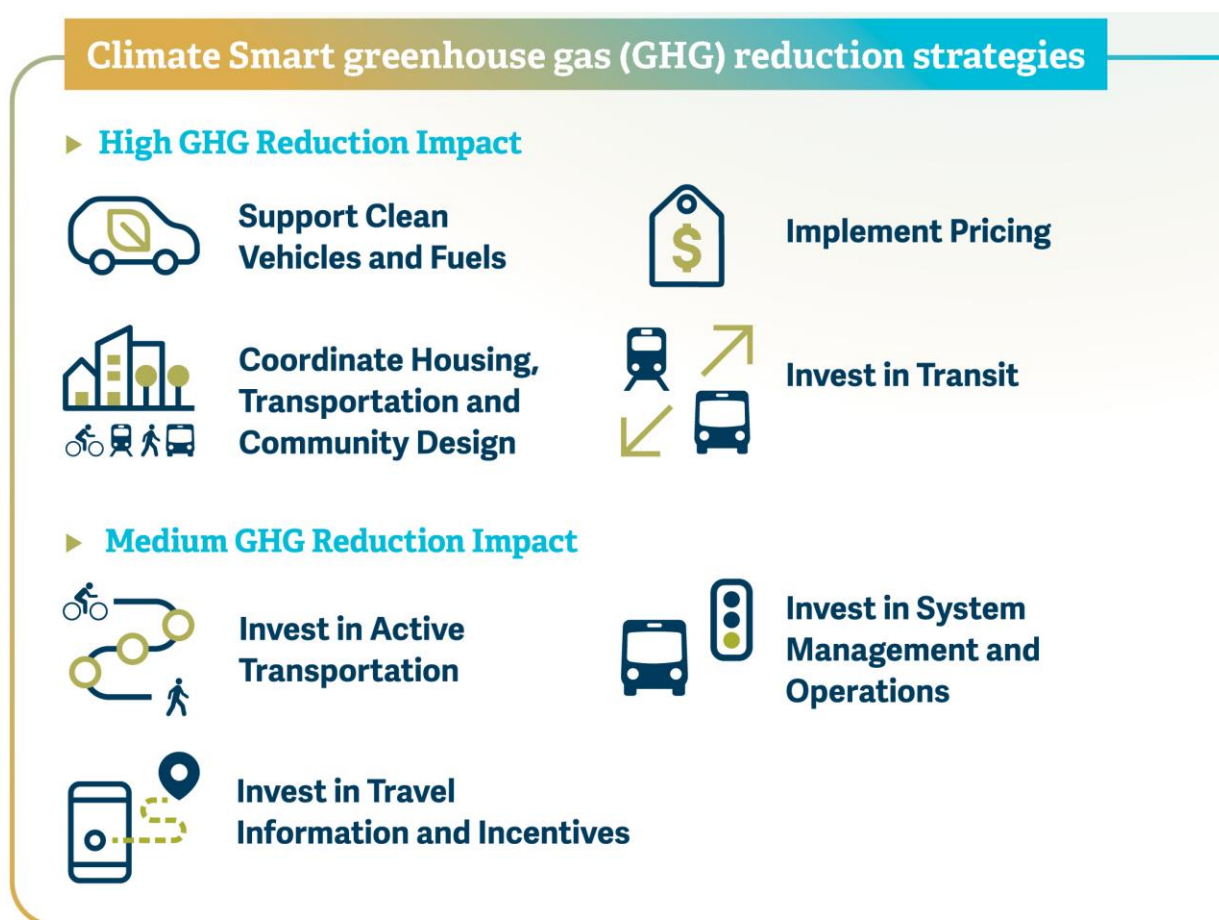 Climate Smart greenhouse gas (GHG) reduction strategies
High GHG Reduction Impact
Support Clean
Vehicles and Fuels
$
Implement Pricing
Coordinate Housing,
Transportation and
Community Design
Invest in Transit
Medium GHG Reduction Impact
Invest in Active
Transportation
Invest in System
Management and
Operations
Invest in Travel
Information and Incentives